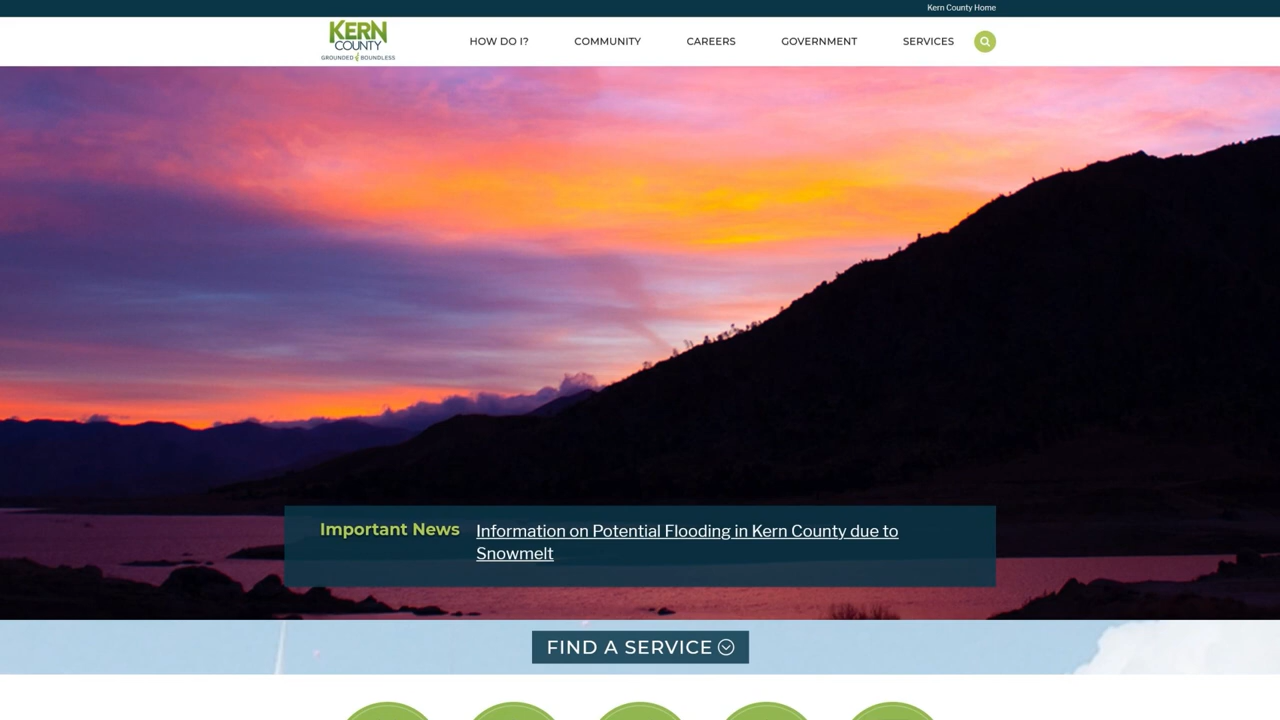 Kern County Home
KERN
COUNTY
GROUNDED BOUNDLESS
HOW DO I?
COMMUNITY
CAREERS
GOVERNMENT
SERVICES
Important News
Information on Potential Flooding in Kern County due to
Snowmelt
FIND A SERVICE